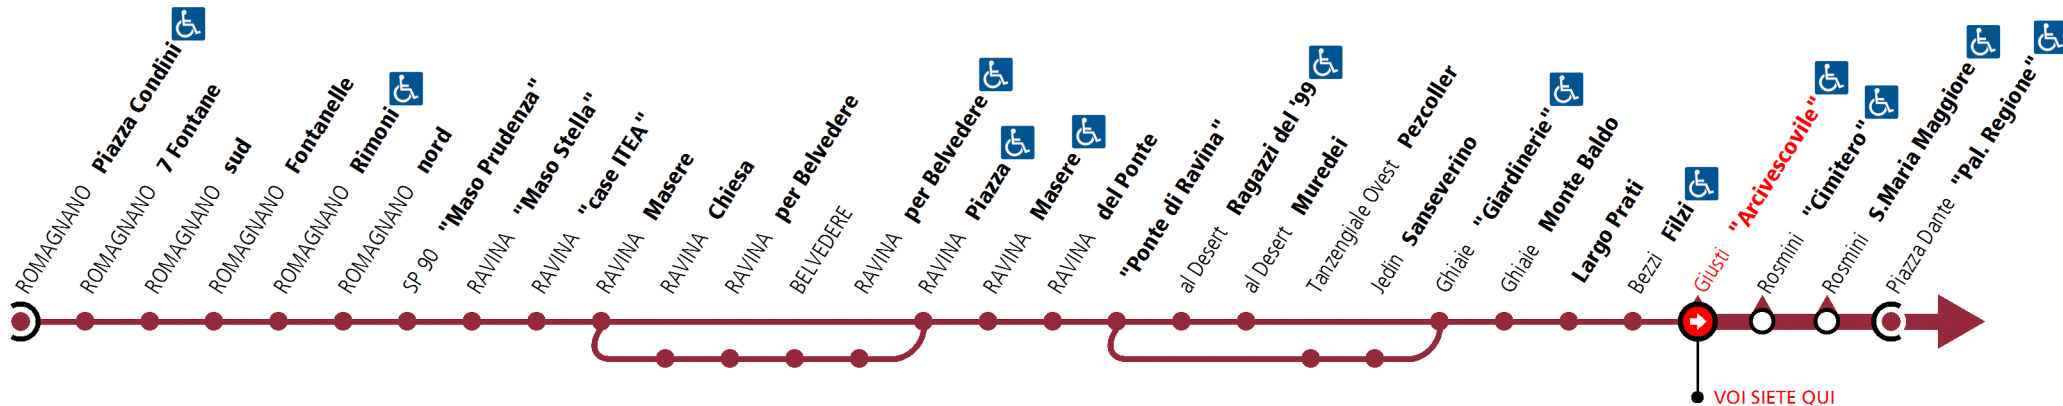 ROMAGNANO Piazza Condini
ROMAGNANO 7 Fontane
ROMAGNANO sud
ROMAGNANO Fontanelle
ROMAGNANO Rimoni
ROMAGNANO nord
SP 90 "Maso Prudenza"
RAVINA "Maso Stella"
RAVINA "case ITEA"
RAVINA Masere
RAVINA Chiesa
RAVINA per Belvedere
BELVEDERE
RAVINA per Belvedere
RAVINA Piazza
RAVINA Masere
RAVINA del Ponte
"Ponte di Ravina"
al Desert Ragazzi del '99
al Desert Muredei
Tanzengiale Ovest Pezcoller
Jedin Sanseverino
Ghiaie "Giardinerie"
Ghiaie Monte Baldo
Largo Prati
Bezzi Filzi
Giusti "Arcivescovile"
Rosmini "Cimitero"
Rosmini S.Maria Maggiore
Piazza Dante "Pal. Regione"
VOI SIETE QUI